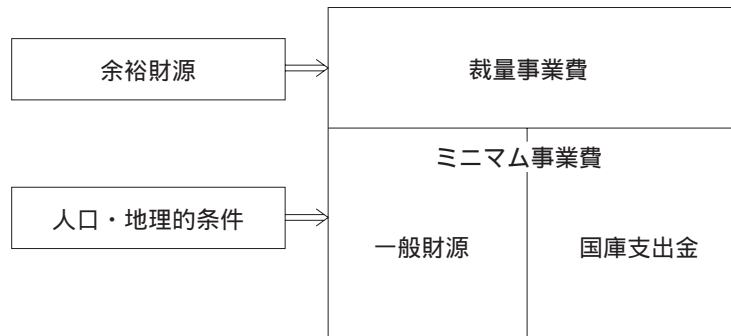 余裕財源
裁量事業費
ミニマム事業費
人口・地理的条件
一般財源
国庫支出金